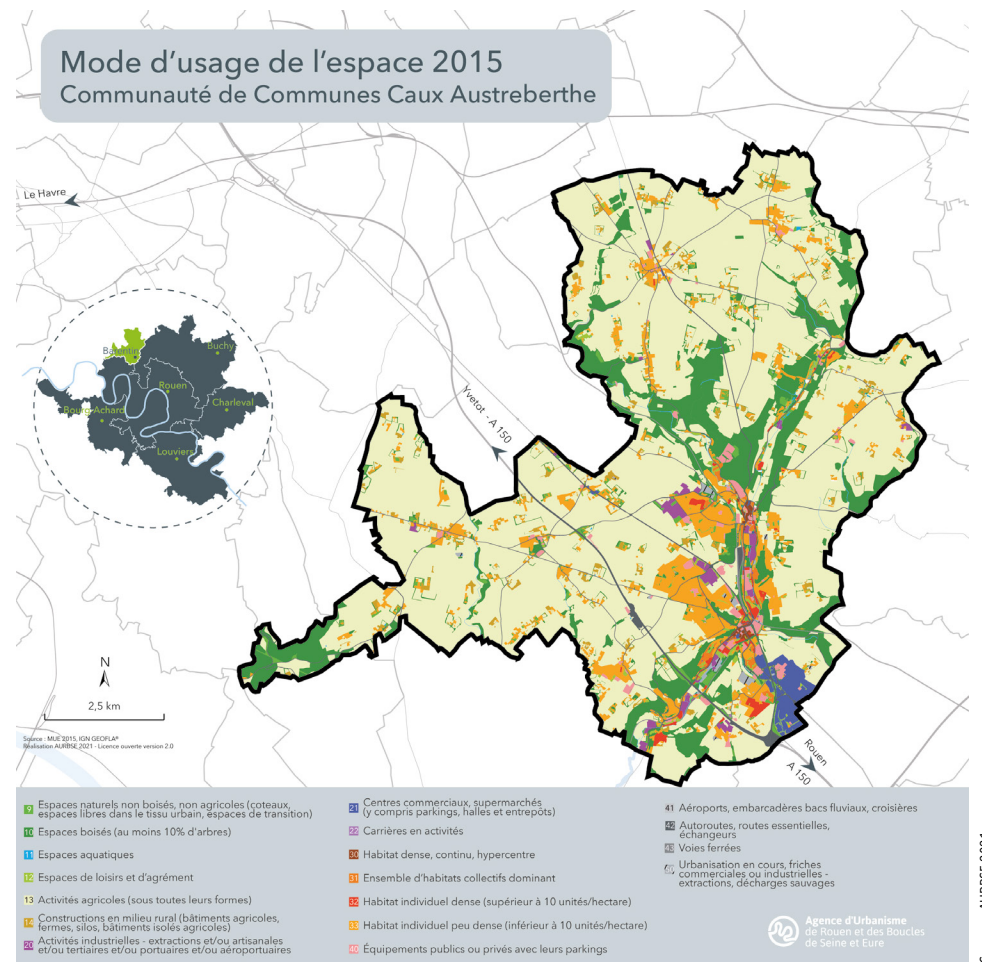 Mode d'usage de l'espace 2015
Communauté de Communes Caux Austreberthe
Le Havre
Barentin
Buchy
Rouen
Bourg-Achard
Charleval
Louviers
Yvetot - A 150
N
2,5 km
Source : MUE 2015, IGN GEOFLA®
Réalisation AURBSE 2021 - Licence ouverte version 2.0
Rouen
A 150
9 Espaces naturels non boisés, non agricoles (coteaux,
espaces libres dans le tissu urbain, espaces de transition)
10 Espaces boisés (au moins 10% d'arbres)
11 Espaces aquatiques
12 Espaces de loisirs et d'agrément
13 Activités agricoles (sous toutes leurs formes)
14 Constructions en milieu rural (bâtiments agricoles,
fermes, silos, bâtiments isolés agricoles)
20 Activités industrielles - extractions et/ou artisanales
et/ou tertiaires et/ou portuaires et/ou aéroportuaires
21 Centres commerciaux, supermarchés
(y compris parkings, halles et entrepôts)
22 Carrières en activités
30 Habitat dense, continu, hypercentre
31 Ensemble d'habitats collectifs dominant
32 Habitat individuel dense (supérieur à 10 unités/hectare)
33 Habitat individuel peu dense (inférieur à 10 unités/hectare)
40 Équipements publics ou privés avec leurs parkings
41 Aéroports, embarcadères bacs fluviaux, croisières
42 Autoroutes, routes essentielles,
échangeurs
43 Voies ferrées
Urbanisation en cours, friches
commerciales ou industrielles -
extractions, décharges sauvages
Agence d'Urbanisme
de Rouen et des Boucles
de Seine et Eure